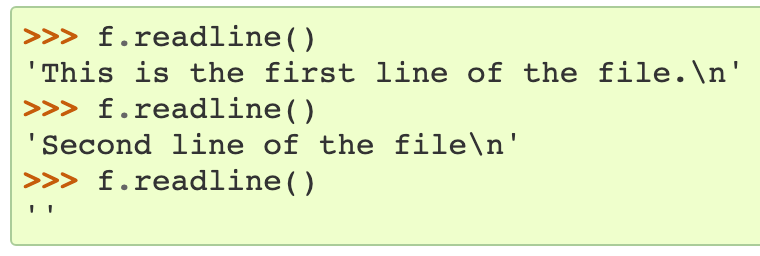 >>> f.readline()
'This is the first line of the file.\n'
>>> f.readline()
'Second line of the file\n'
>>> f.readline()
''